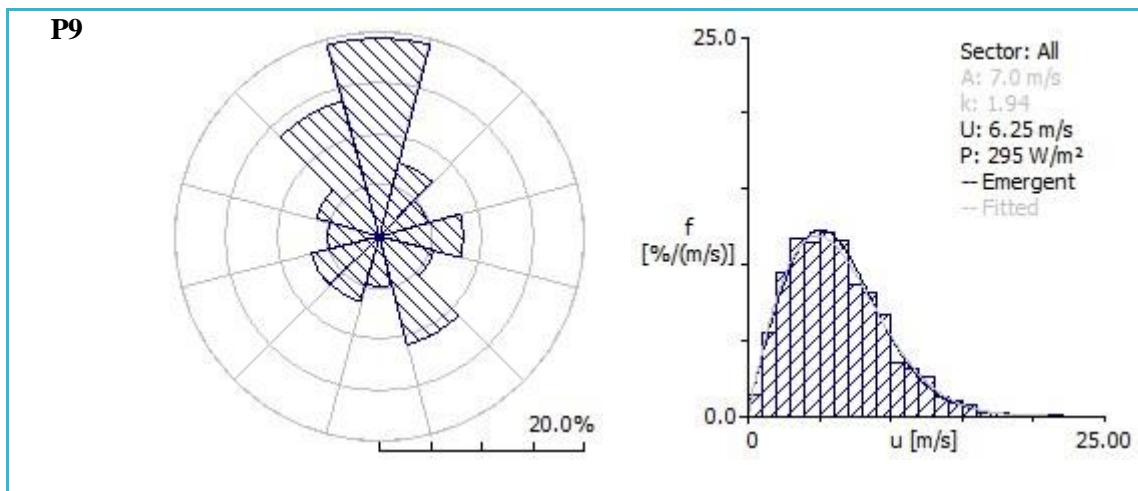 P9
20.0%
25.0
f
[%/(m/s)]
0.0
0
u [m/s]
25.00
Sector: All
A: 7.0 m/s
k: 1.94
U: 6.25 m/s
P: 295 W/m²
-- Emergent
-- Fitted